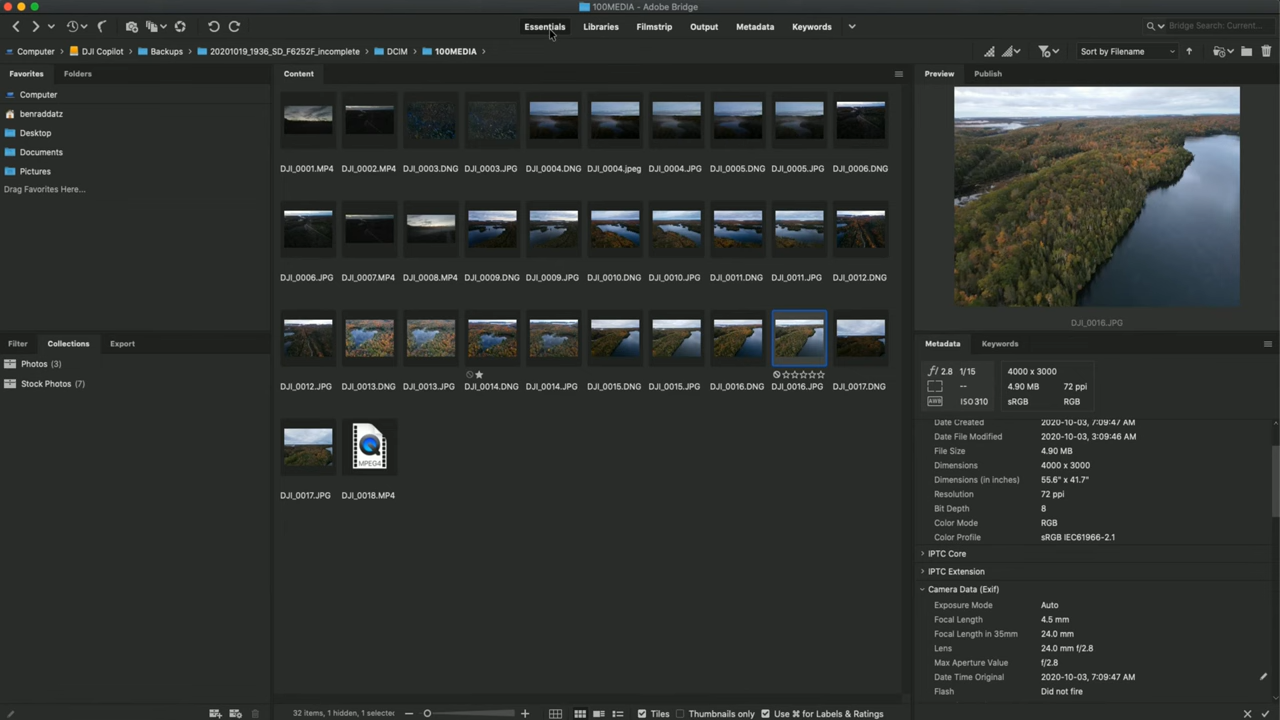 100MEDIA - Adobe Bridge
Essentials Libraries Filmstrip Output Metadata Keywords Bridge Search: Current...
Computer DJI Copilot Backups 20201019_1936_SD_F6252F_incomplete DCIM 100MEDIA Sort by Filename
Favorites Folders
Computer
benraddatz
Desktop
Documents
Pictures
Drag Favorites Here...
Filter Collections Export
Photos (3)
Stock Photos (7)
Content
DJI_0001.MP4 DJI_0002.MP4 DJI_0003.DNG DJI_0003.JPG DJI_0004.DNG DJI_0004.jpeg DJI_0004.JPG DJI_0005.DNG DJI_0005.JPG DJI_0006.DNG
DJI_0006.JPG DJI_0007.MP4 DJI_0008.MP4 DJI_0009.DNG DJI_0009.JPG DJI_0010.DNG DJI_0010.JPG DJI_0011.DNG DJI_0011.JPG DJI_0012.DNG
DJI_0012.JPG DJI_0013.DNG DJI_0013.JPG DJI_0014.DNG DJI_0014.JPG DJI_0015.DNG DJI_0015.JPG DJI_0016.DNG DJI_0016.JPG DJI_0017.DNG
MPEG4
DJI_0017.JPG DJI_0018.MP4
32 items, 1 hidden, 1 selected Tiles Thumbnails only Use ⌘ for Labels & Ratings
Preview Publish
DJI_0016.JPG
Metadata Keywords
f/ 2.8 1/15 4000 x 3000
-- 4.90 MB 72 ppi
AWB ISO310 sRGB RGB
Date Created 2020-10-03, 7:09:47 AM
Date File Modified 2020-10-03, 3:09:46 AM
File Size 4.90 MB
Dimensions 4000 x 3000
Dimensions (in inches) 55.6" x 41.7"
Resolution 72 ppi
Bit Depth 8
Color Mode RGB
Color Profile sRGB IEC61966-2.1
IPTC Core
IPTC Extension
Camera Data (Exif)
Exposure Mode Auto
Focal Length 4.5 mm
Focal Length in 35mm 24.0 mm
Lens 24.0 mm f/2.8
Max Aperture Value f/2.8
Date Time Original 2020-10-03, 7:09:47 AM
Flash Did not fire